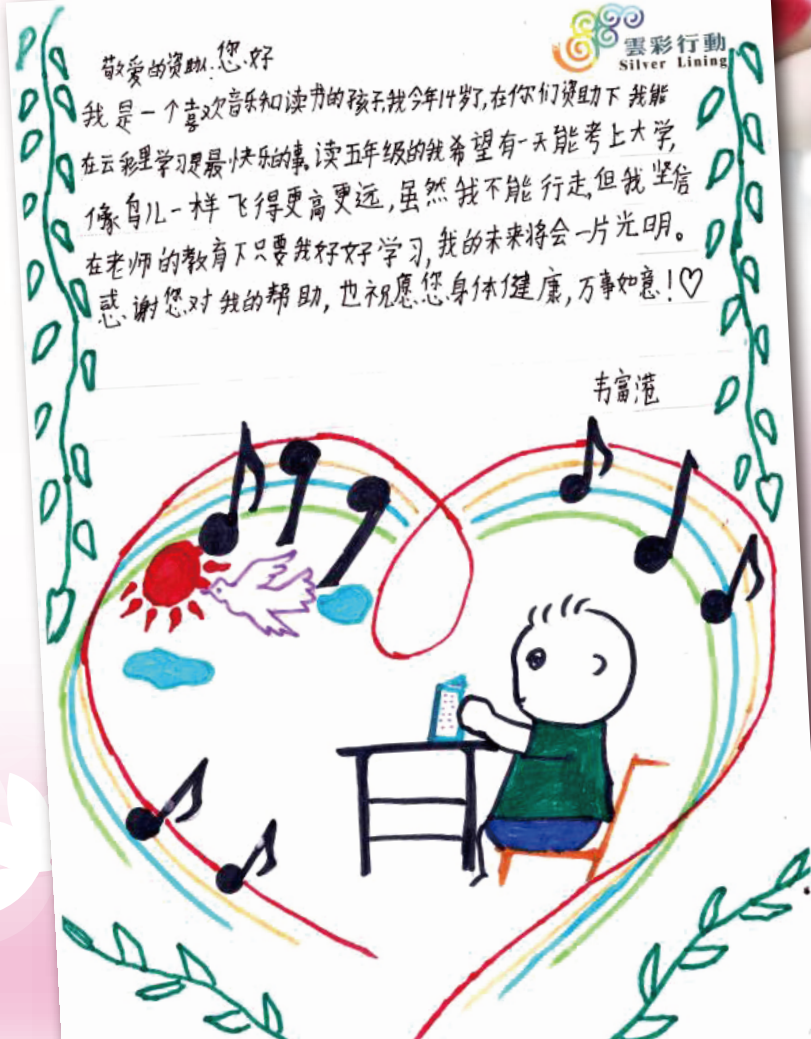 雲彩行動
Silver Lining
敬爱的资助:您好
我是一个喜欢音乐和读书的孩子,我今年14岁了,在你们资助下我能
在云彩里学习是最快乐的事。读五年级的我希望有一天能考上大学,
像鸟儿一样飞得更高更远,虽然我不能行走,但我坚信
在老师的教育下只要我好好学习,我的未来将会一片光明。
感谢您对我的帮助,也祝愿您身体健康,万事如意!♡
韦富港